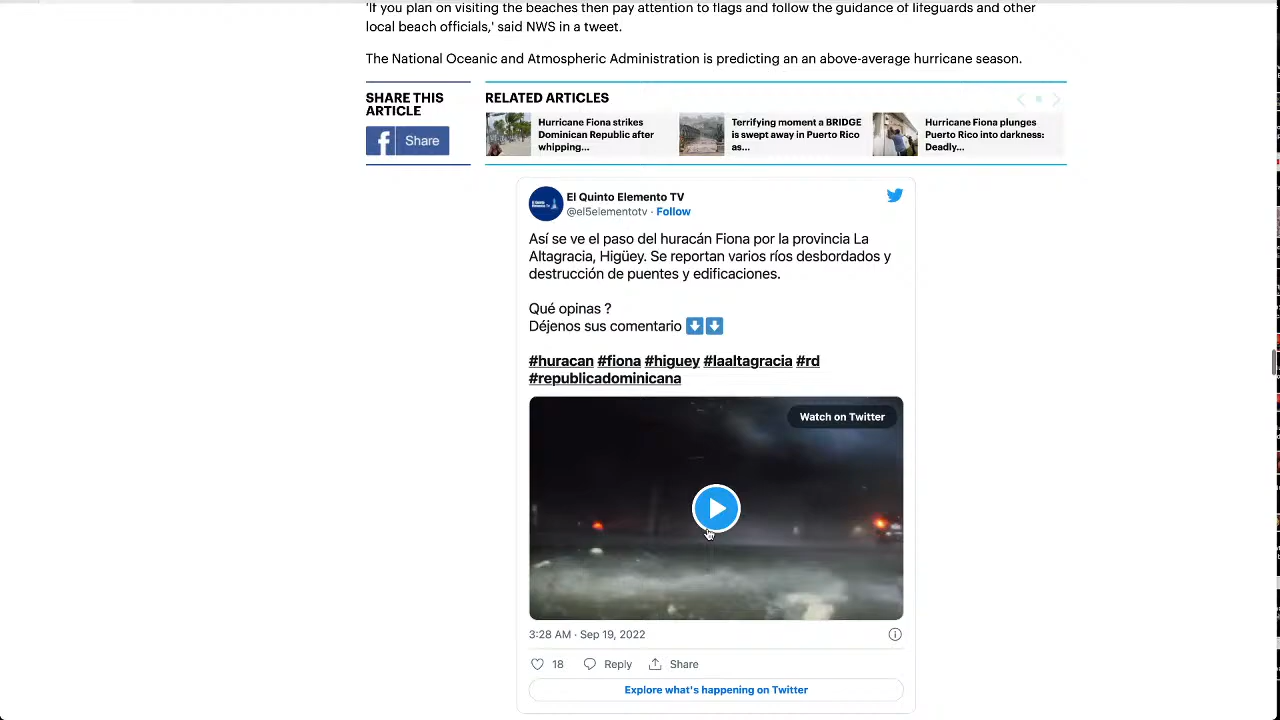 'If you plan on visiting the beaches then pay attention to flags and follow the guidance of lifeguards and other
local beach officials,' said NWS in a tweet.
The National Oceanic and Atmospheric Administration is predicting an an above-average hurricane season.
SHARE THIS
ARTICLE
Share
RELATED ARTICLES
Hurricane Fiona strikes
Dominican Republic after
whipping...
Terrifying moment a BRIDGE
is swept away in Puerto Rico
as...
Hurricane Fiona plunges
Puerto Rico into darkness:
Deadly...
El Quinto Elemento TV
@el5elementotv · Follow
Así se ve el paso del huracán Fiona por la provincia La
Altagracia, Higüey. Se reportan varios ríos desbordados y
destrucción de puentes y edificaciones.
Qué opinas ?
Déjenos sus comentario ⬇️⬇️
#huracan #fiona #higuey #laaltagracia #rd
#republicadominicana
Watch on Twitter
3:28 AM · Sep 19, 2022
18 Reply Share
Explore what's happening on Twitter